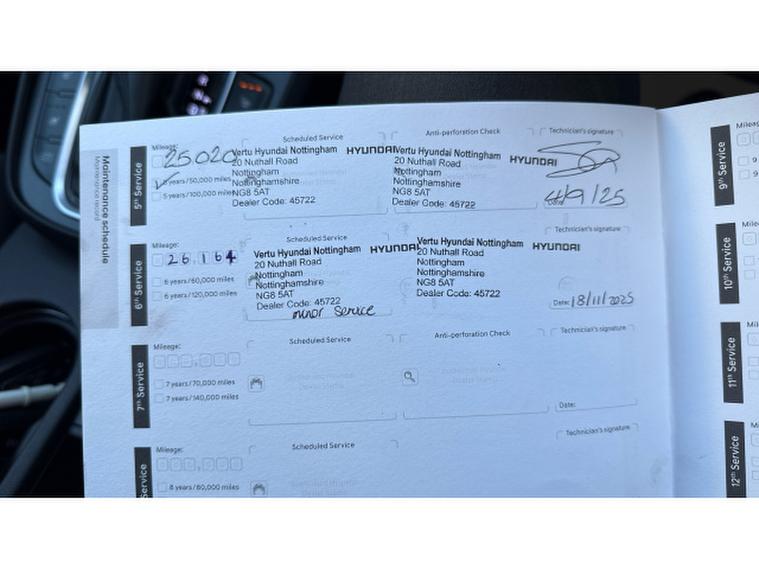 Maintenance schedule
Maintenance record
5th Service
Mileage:
25020
5 years/50,000 miles
5 years/100,000 miles
Scheduled Service
Vertu Hyundai Nottingham HYUNDAI
20 Nuthall Road
Nottingham
Nottinghamshire
NG8 5AT
Dealer Code: 45722
Anti-perforation Check
Vertu Hyundai Nottingham HYUNDAI
20 Nuthall Road
Nottingham
Nottinghamshire
NG8 5AT
Dealer Code: 45722
Technician's signature
4/9/25
6th Service
Mileage:
26,164
6 years/60,000 miles
6 years/120,000 miles
Scheduled Service
Vertu Hyundai Nottingham HYUNDAI
20 Nuthall Road
Nottingham
Nottinghamshire
NG8 5AT
Dealer Code: 45722
minor service
Vertu Hyundai Nottingham HYUNDAI
20 Nuthall Road
Nottingham
Nottinghamshire
NG8 5AT
Dealer Code: 45722
Technician's signature
Date: 18/11/2025
7th Service
Mileage:
7 years/70,000 miles
7 years/140,000 miles
Scheduled Service
Anti-perforation Check
Technician's signature
Date:
Service
Mileage:
8 years/80,000 miles
Scheduled Service
Technician's signature
9th Service
10th Service
11th Service
12th Service